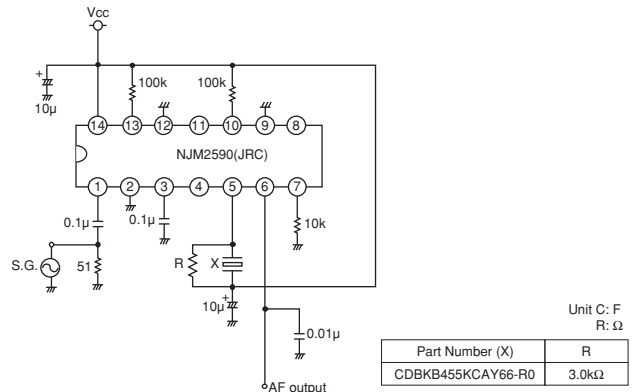 Vcc
+
10μ
100k
100k
14 13 12 11 10 9 8
NJM2590(JRC)
1 2 3 4 5 6 7
0.1μ
0.1μ
10k
S.G.
51
R
X
10μ
+
0.01μ
AF output
Unit C: F
R: Ω
Part Number (X) R
CDBKB455KCAY66-R0 3.0kΩ